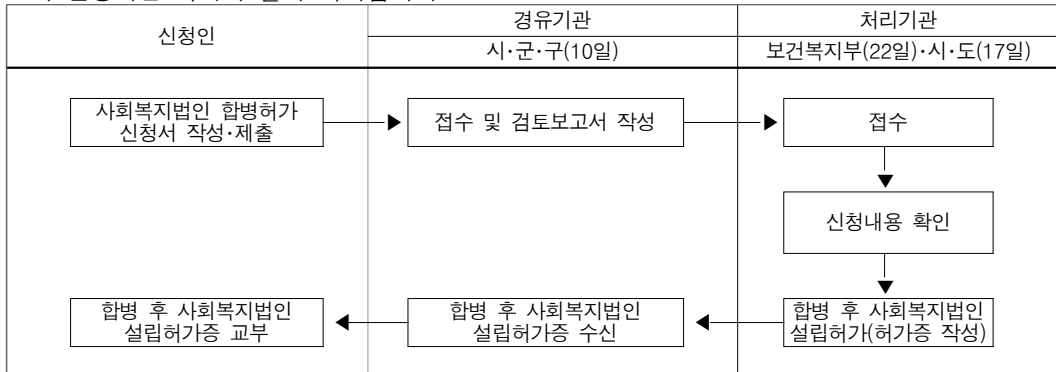 신청인
경유기관
처리기관
시·군·구(10일)
보건복지부(22일)·시·도(17일)
사회복지법인 합병허가
신청서 작성·제출
접수 및 검토보고서 작성
접수
신청내용 확인
합병 후 사회복지법인
설립허가증 교부
합병 후 사회복지법인
설립허가증 수신
합병 후 사회복지법인
설립허가(허가증 작성)